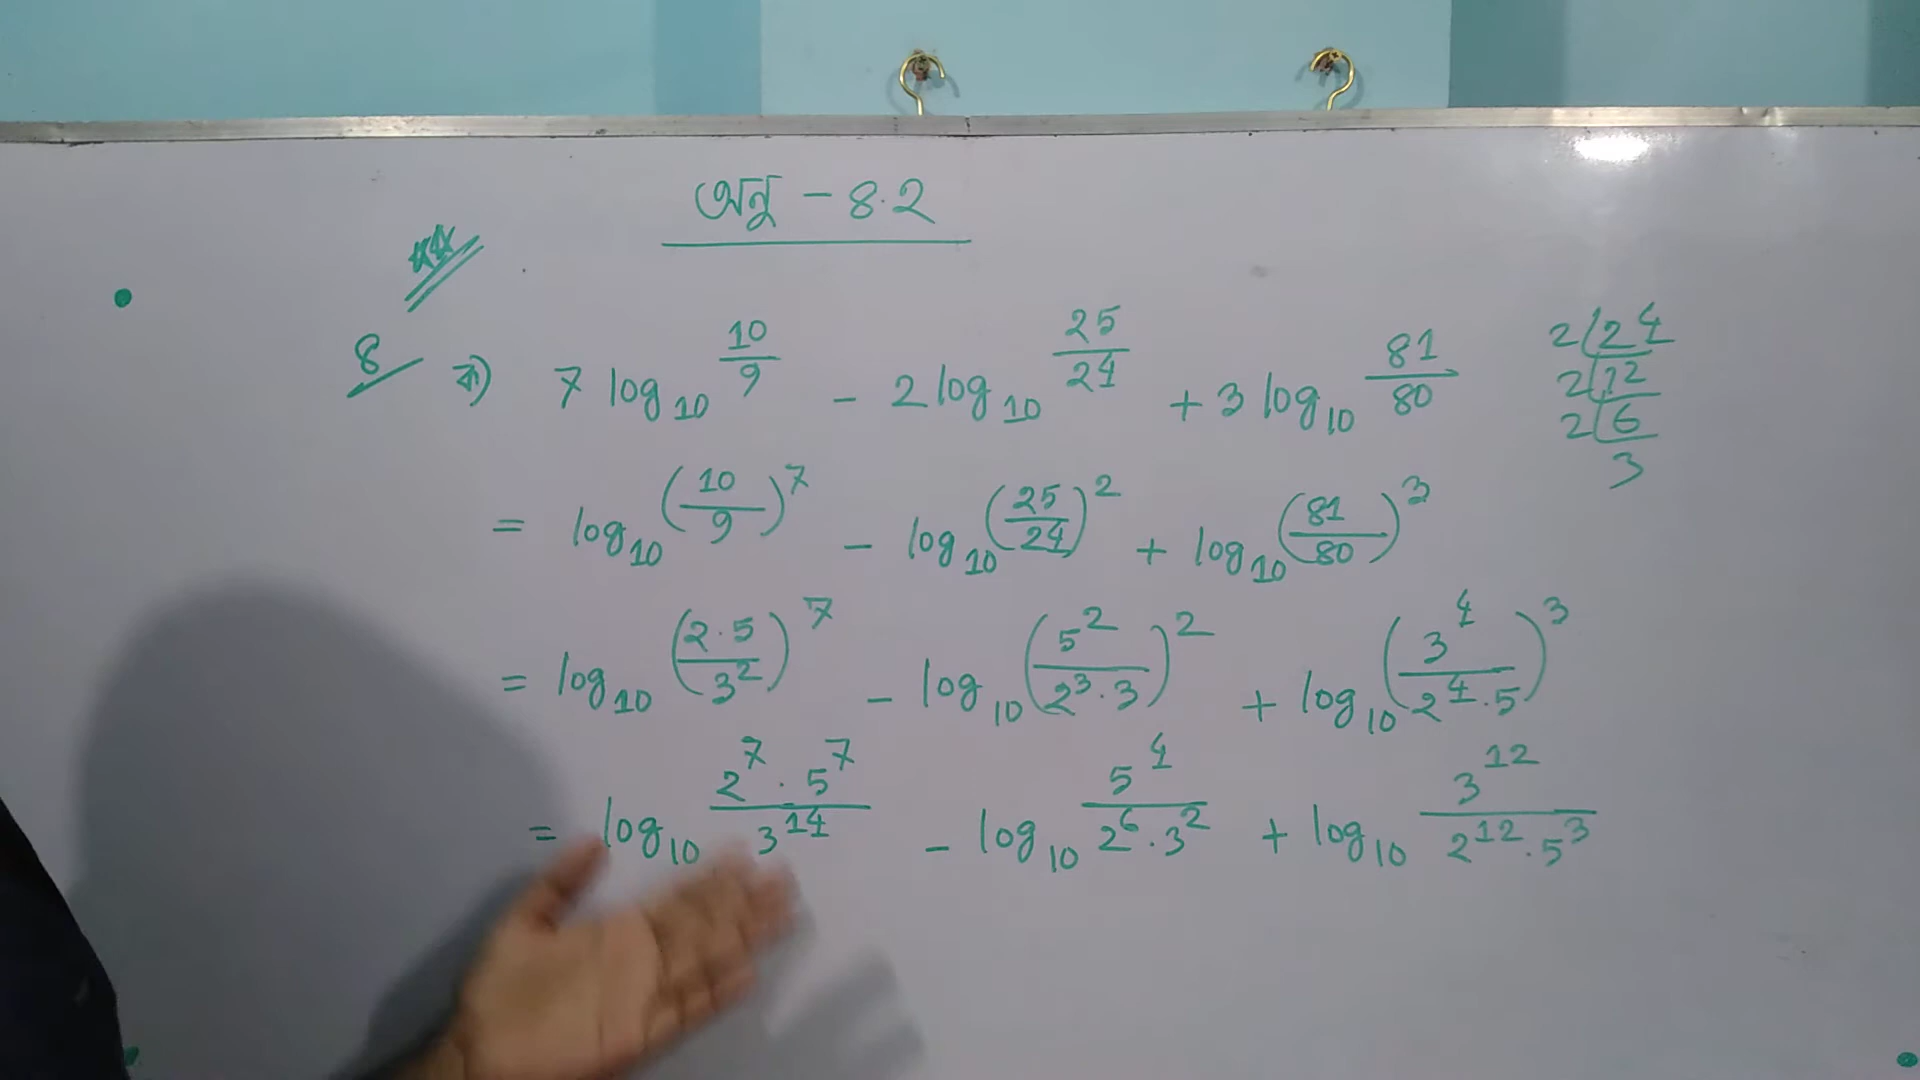 অনু - ৪.2
8 ক) 7 log₁₀ 10/9 - 2 log₁₀ 25/24 + 3 log₁₀ 81/80
= log₁₀ (10/9)⁷ - log₁₀ (25/24)² + log₁₀ (81/80)³
= log₁₀ (2·5/3²)⁷ - log₁₀ (5²/2³·3)² + log₁₀ (3⁴/2⁴·5)³
= log₁₀ 2⁷·5⁷/3¹⁴ - log₁₀ 5⁴/2⁶·3² + log₁₀ 3¹²/2¹²·5³
2 24
2 12
2 6
3